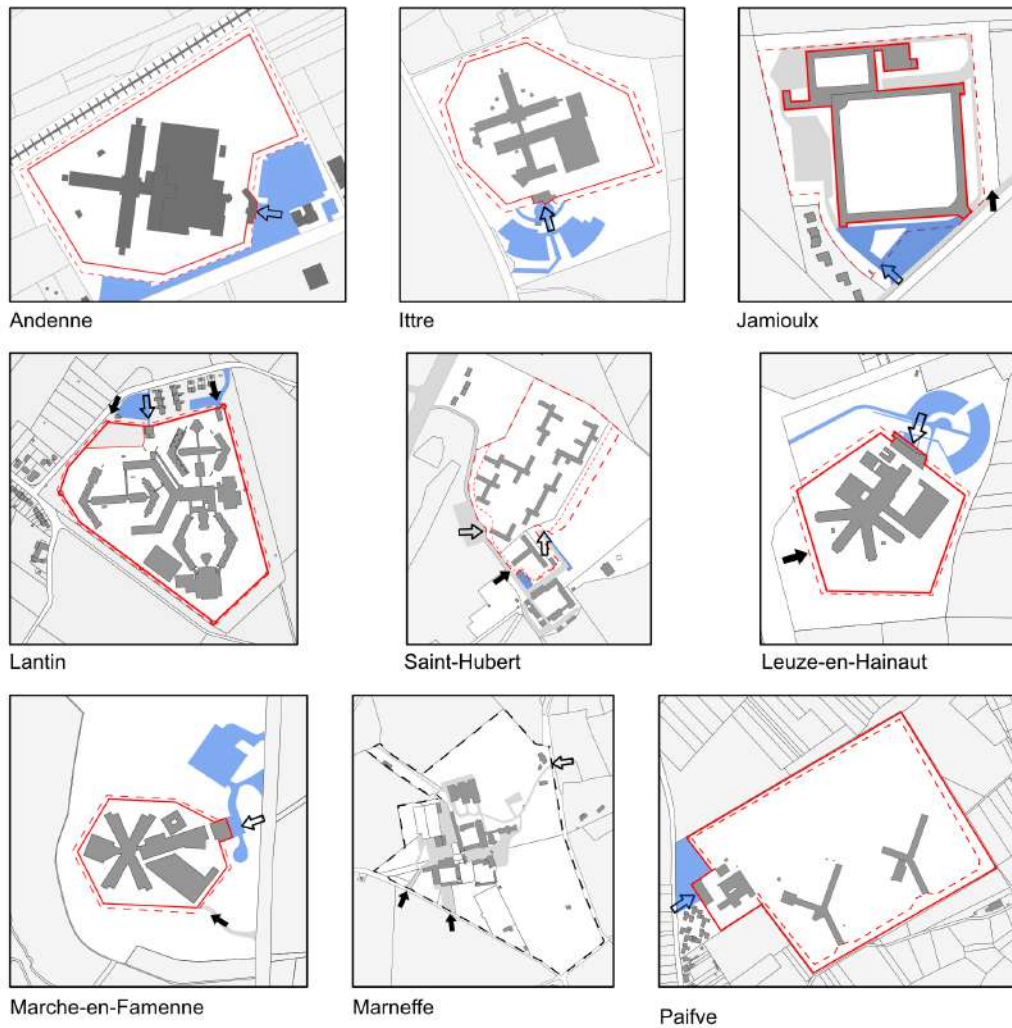 Andenne
Ittre
Jamioulx
Lantin
Saint-Hubert
Leuze-en-Hainaut
Marche-en-Famenne
Marneffe
Paifve